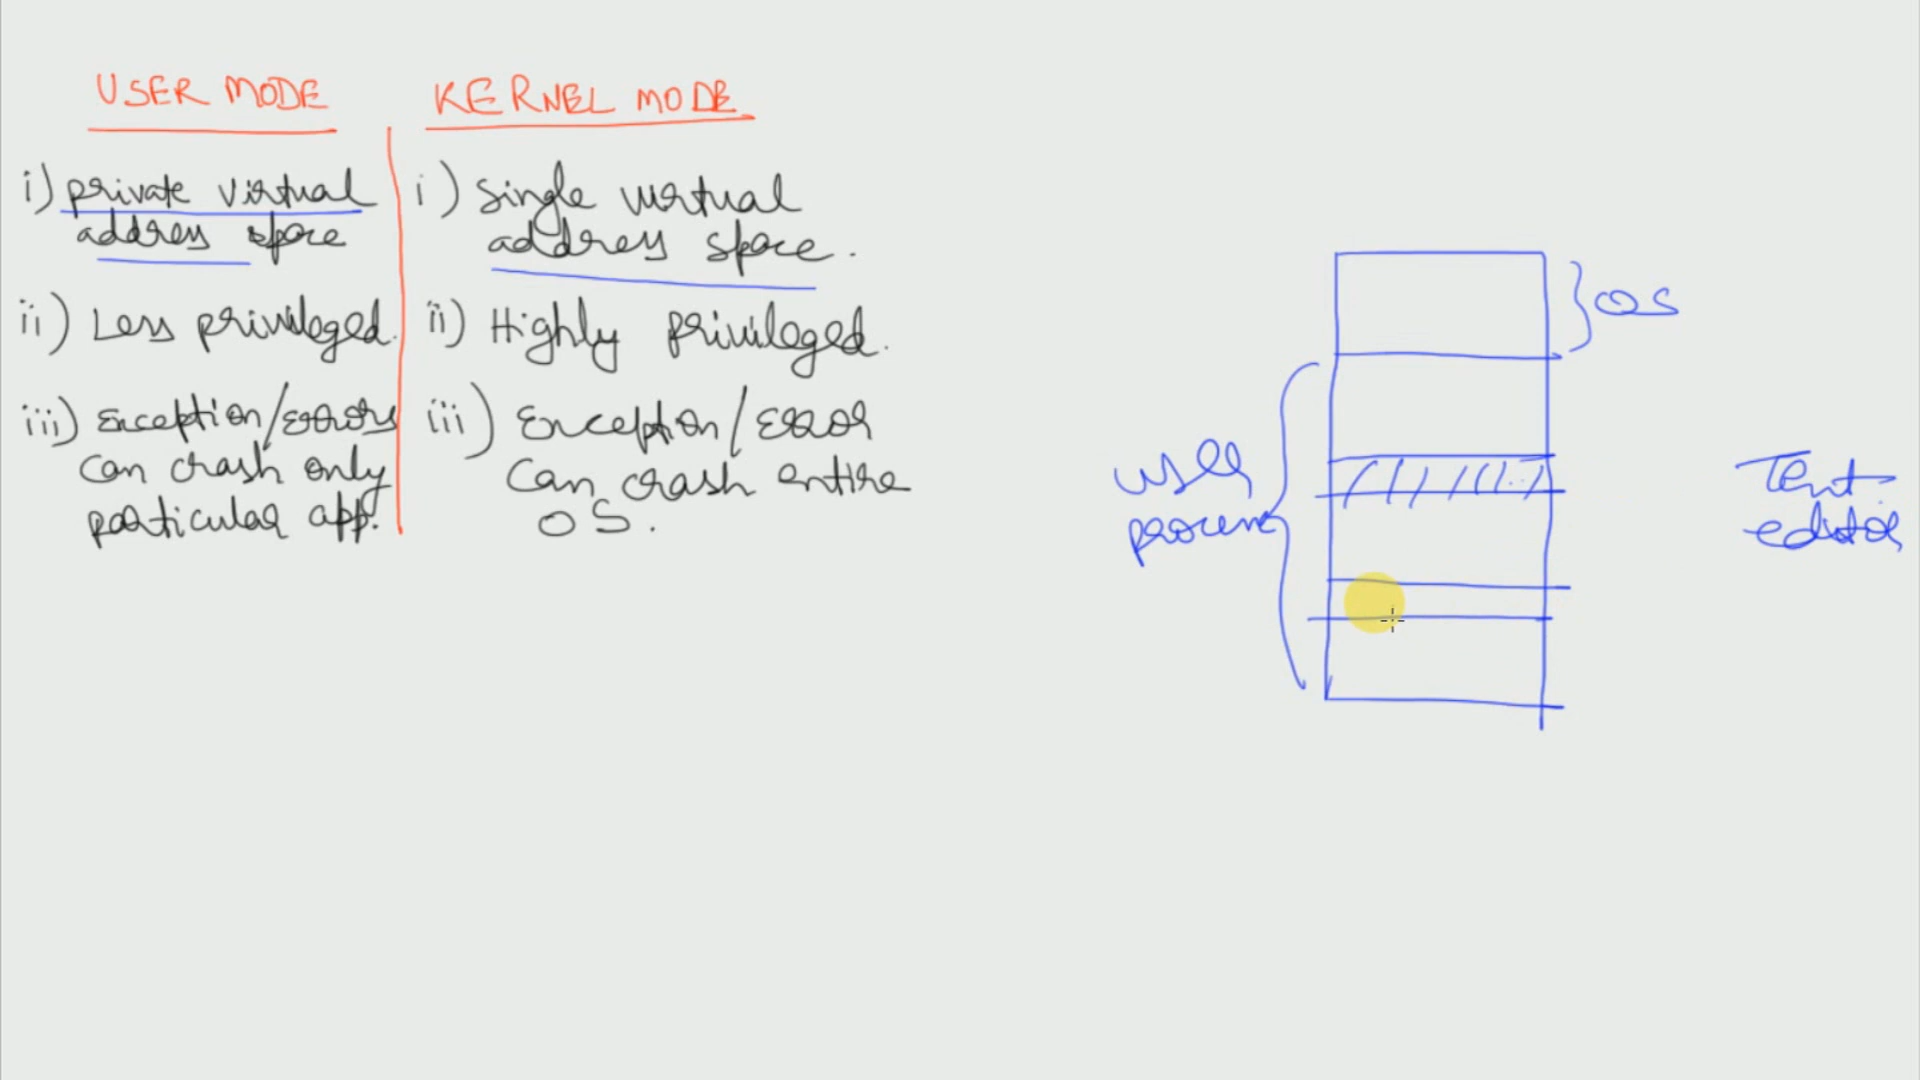 USER MODE
i) private virtual
address space
ii) Less privileged.
iii) Exception/errors
can crash only
particular app.
KERNEL MODE
i) Single virtual
address space.
ii) Highly privileged.
iii) Exception/Error
Can crash entire
OS.
OS
User
process
Text
editor